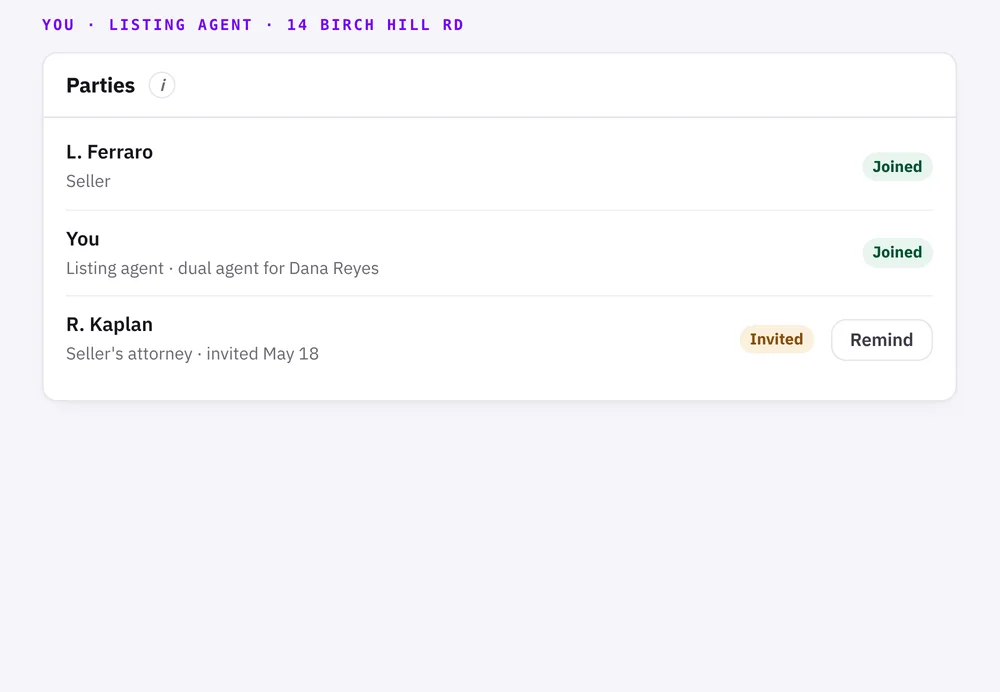 YOU · LISTING AGENT · 14 BIRCH HILL RD
Parties i
L. Ferraro
Seller
Joined
You
Listing agent · dual agent for Dana Reyes
Joined
R. Kaplan
Seller's attorney · invited May 18
Invited
Remind